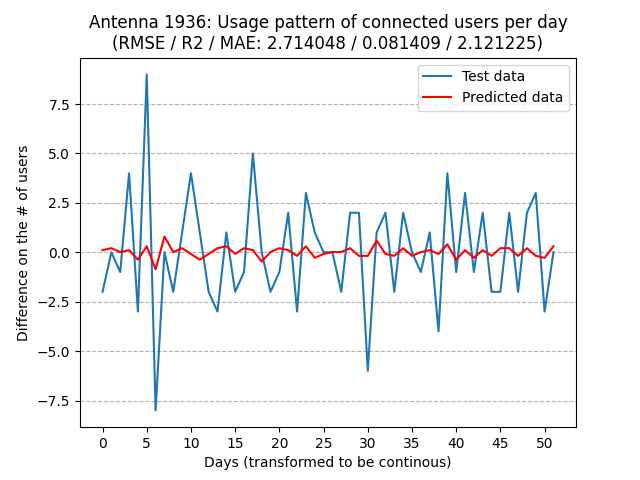 Antenna 1936: Usage pattern of connected users per day
(RMSE / R2 / MAE: 2.714048 / 0.081409 / 2.121225)
Test data
Predicted data
Difference on the # of users
7.5
5.0
2.5
0.0
−2.5
−5.0
−7.5
0 5 10 15 20 25 30 35 40 45 50
Days (transformed to be continous)